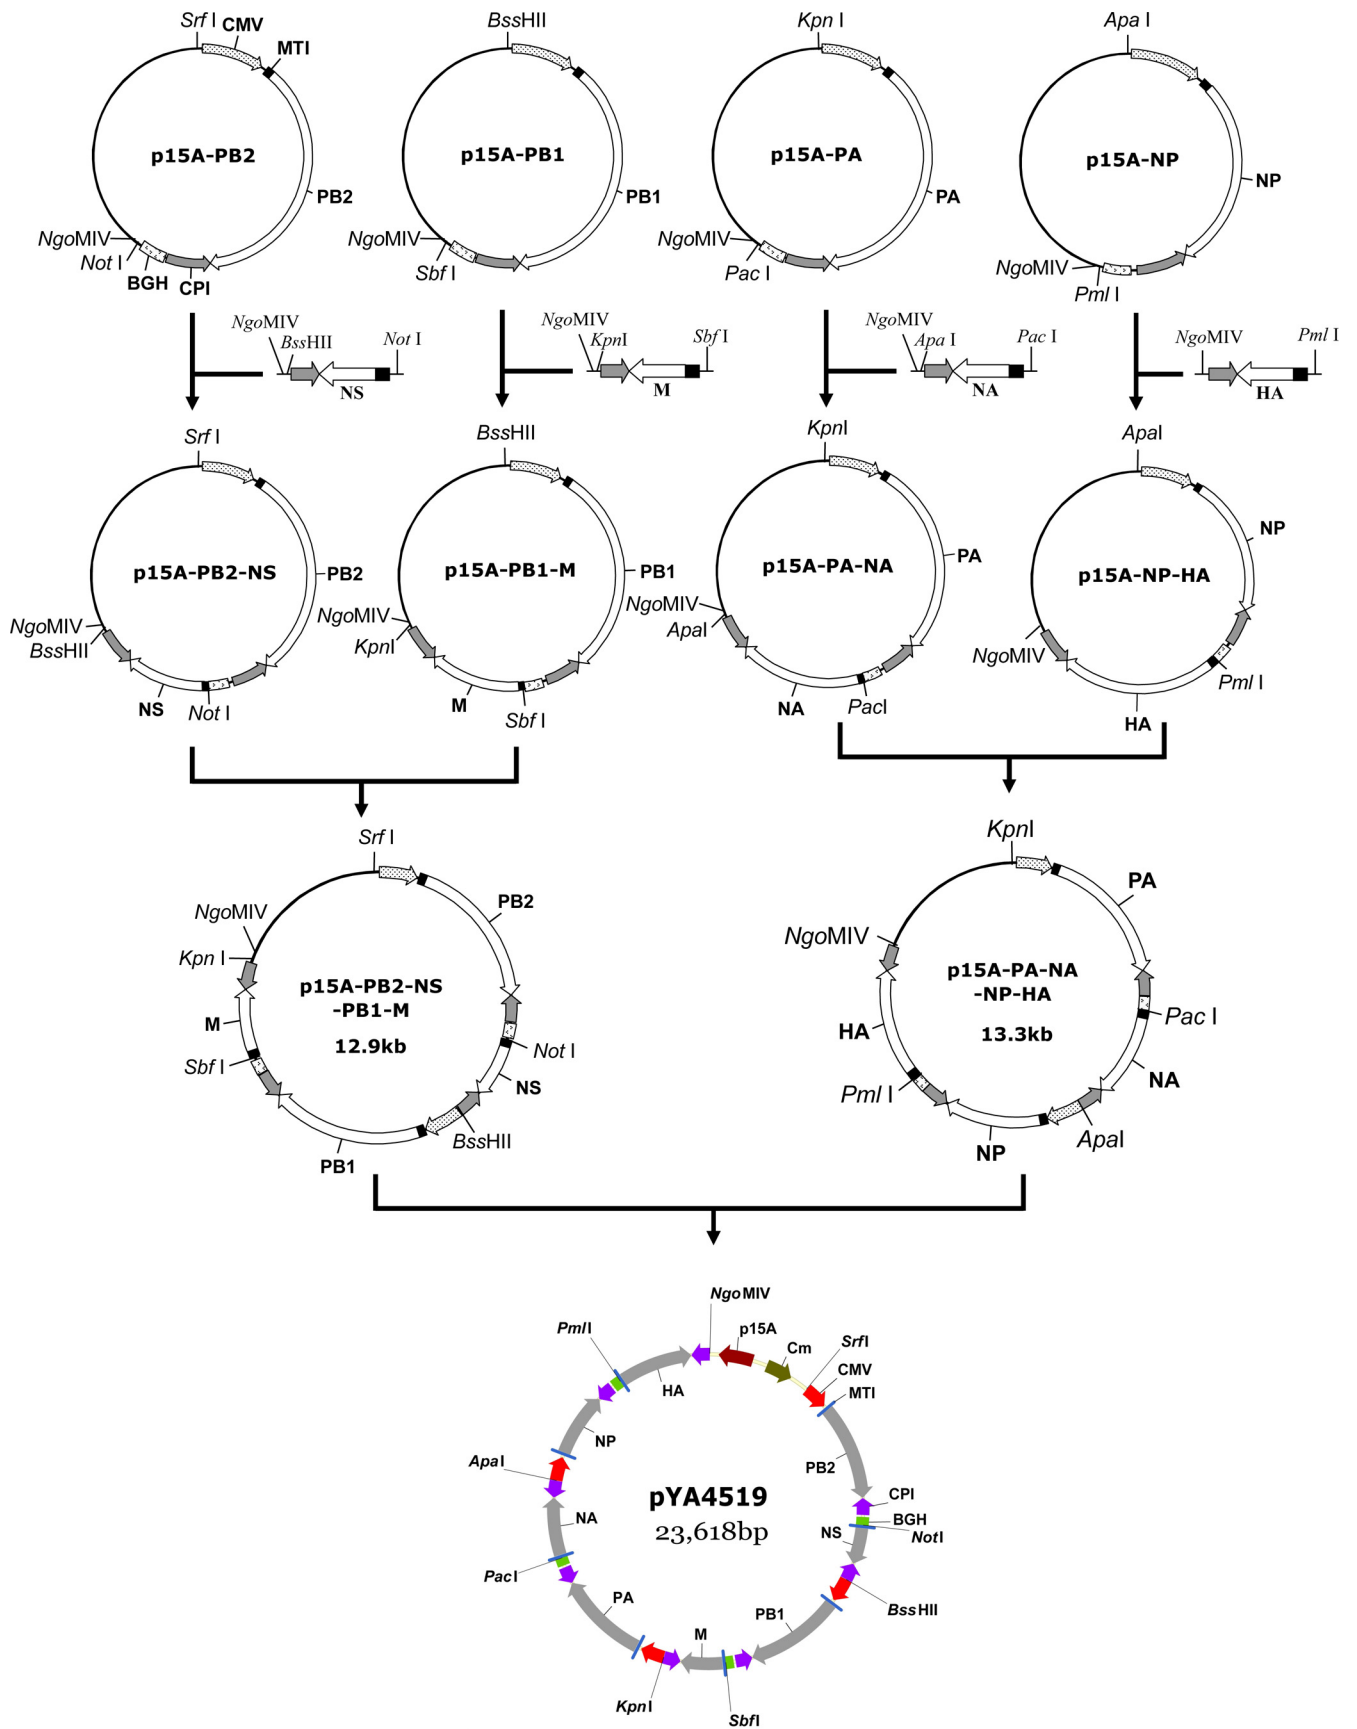 Srf I
CMV
MTI
p15A-PB2
PB2
NgoMIV
Not I
BGH
CPI
BssHII
p15A-PB1
PB1
NgoMIV
Sbf I
Kpn I
p15A-PA
PA
NgoMIV
Pac I
Apa I
p15A-NP
NP
NgoMIV
Pml I
NgoMIV
BssHII
Not I
NS
NgoMIV
KpnI
Sbf I
M
NgoMIV
Apa I
Pac I
NA
NgoMIV
Pml I
HA
Srf I
p15A-PB2-NS
PB2
NgoMIV
BssHII
NS
Not I
BssHII
p15A-PB1-M
PB1
NgoMIV
KpnI
M
Sbf I
KpnI
p15A-PA-NA
PA
NgoMIV
ApaI
NA
PacI
ApaI
NP
p15A-NP-HA
NgoMIV
Pml I
HA
Srf I
PB2
NgoMIV
Kpn I
p15A-PB2-NS
-PB1-M
12.9kb
M
Sbf I
Not I
NS
BssHII
PB1
KpnI
PA
NgoMIV
p15A-PA-NA
-NP-HA
13.3kb
HA
Pac I
Pml I
NA
ApaI
NP
NgoMIV
PmlI
p15A
Cm
SrfI
CMV
MTI
HA
NP
ApaI
PB2
pYA4519
23,618bp
CPI
BGH
NotI
NS
NA
PacI
PA
BssHII
PB1
M
KpnI
SbfI